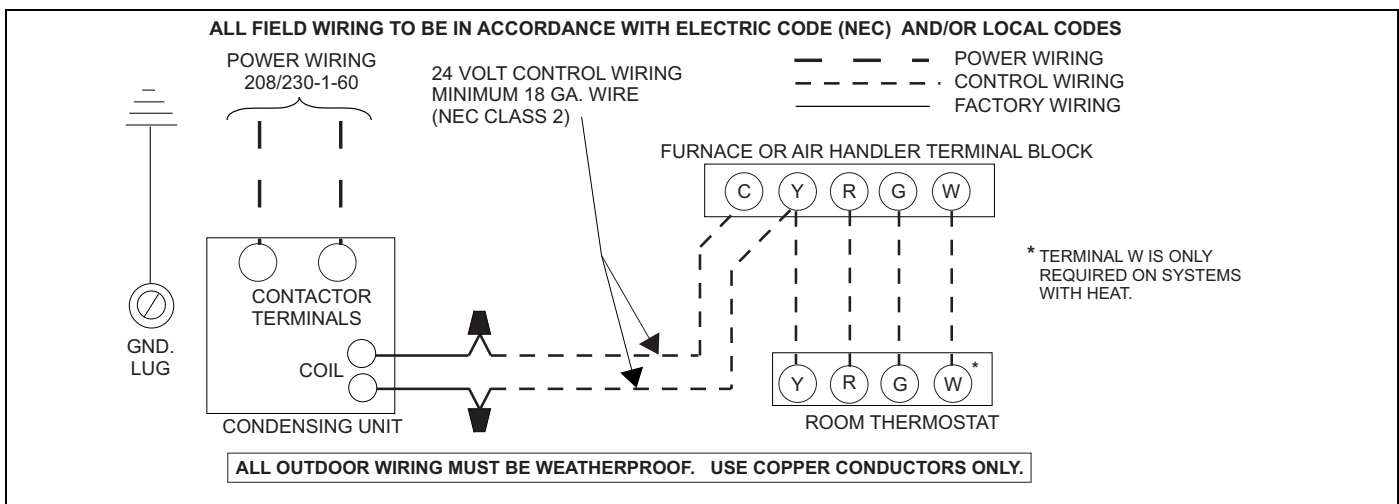 ALL FIELD WIRING TO BE IN ACCORDANCE WITH ELECTRIC CODE (NEC) AND/OR LOCAL CODES
POWER WIRING
208/230-1-60
24 VOLT CONTROL WIRING
MINIMUM 18 GA. WIRE
(NEC CLASS 2)
POWER WIRING
CONTROL WIRING
FACTORY WIRING
FURNACE OR AIR HANDLER TERMINAL BLOCK
C Y R G W
* TERMINAL W IS ONLY
REQUIRED ON SYSTEMS
WITH HEAT.
CONTACTOR
TERMINALS
GND.
LUG
COIL
CONDENSING UNIT
Y R G W *
ROOM THERMOSTAT
ALL OUTDOOR WIRING MUST BE WEATHERPROOF. USE COPPER CONDUCTORS ONLY.